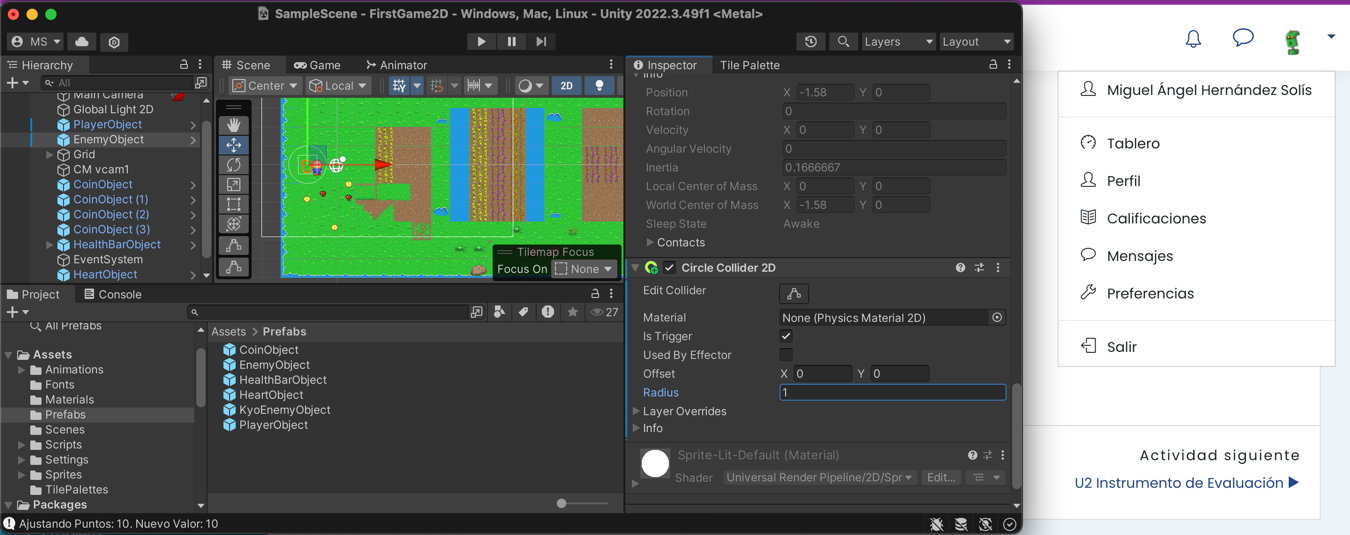 SampleScene - FirstGame2D - Windows, Mac, Linux - Unity 2022.3.49f1 <Metal>
MS
Layers
Layout
Hierarchy
All
Main Camera
Global Light 2D
PlayerObject
EnemyObject
Grid
CM vcam1
CoinObject
CoinObject (1)
CoinObject (2)
CoinObject (3)
HealthBarObject
EventSystem
HeartObject
Scene
Game
Animator
Center
Local
2D
Tilemap Focus
Focus On
None
Inspector
Tile Palette
Info
Position X -1.58 Y 0
Rotation 0
Velocity X 0 Y 0
Angular Velocity 0
Inertia 0.1666667
Local Center of Mass X 0 Y 0
World Center of Mass X -1.58 Y 0
Sleep State Awake
Contacts
Circle Collider 2D
Edit Collider
Material None (Physics Material 2D)
Is Trigger
Used By Effector
Offset X 0 Y 0
Radius 1
Layer Overrides
Info
Sprite-Lit-Default (Material)
Shader Universal Render Pipeline/2D/Spr Edit...
Project
Console
27
All Prefabs
Assets
Animations
Fonts
Materials
Prefabs
Scenes
Scripts
Settings
Sprites
TilePalettes
Packages
Assets > Prefabs
CoinObject
EnemyObject
HealthBarObject
HeartObject
KyoEnemyObject
PlayerObject
Ajustando Puntos: 10. Nuevo Valor: 10
Miguel Ángel Hernández Solís
Tablero
Perfil
Calificaciones
Mensajes
Preferencias
Salir
Actividad siguiente
U2 Instrumento de Evaluación ▶